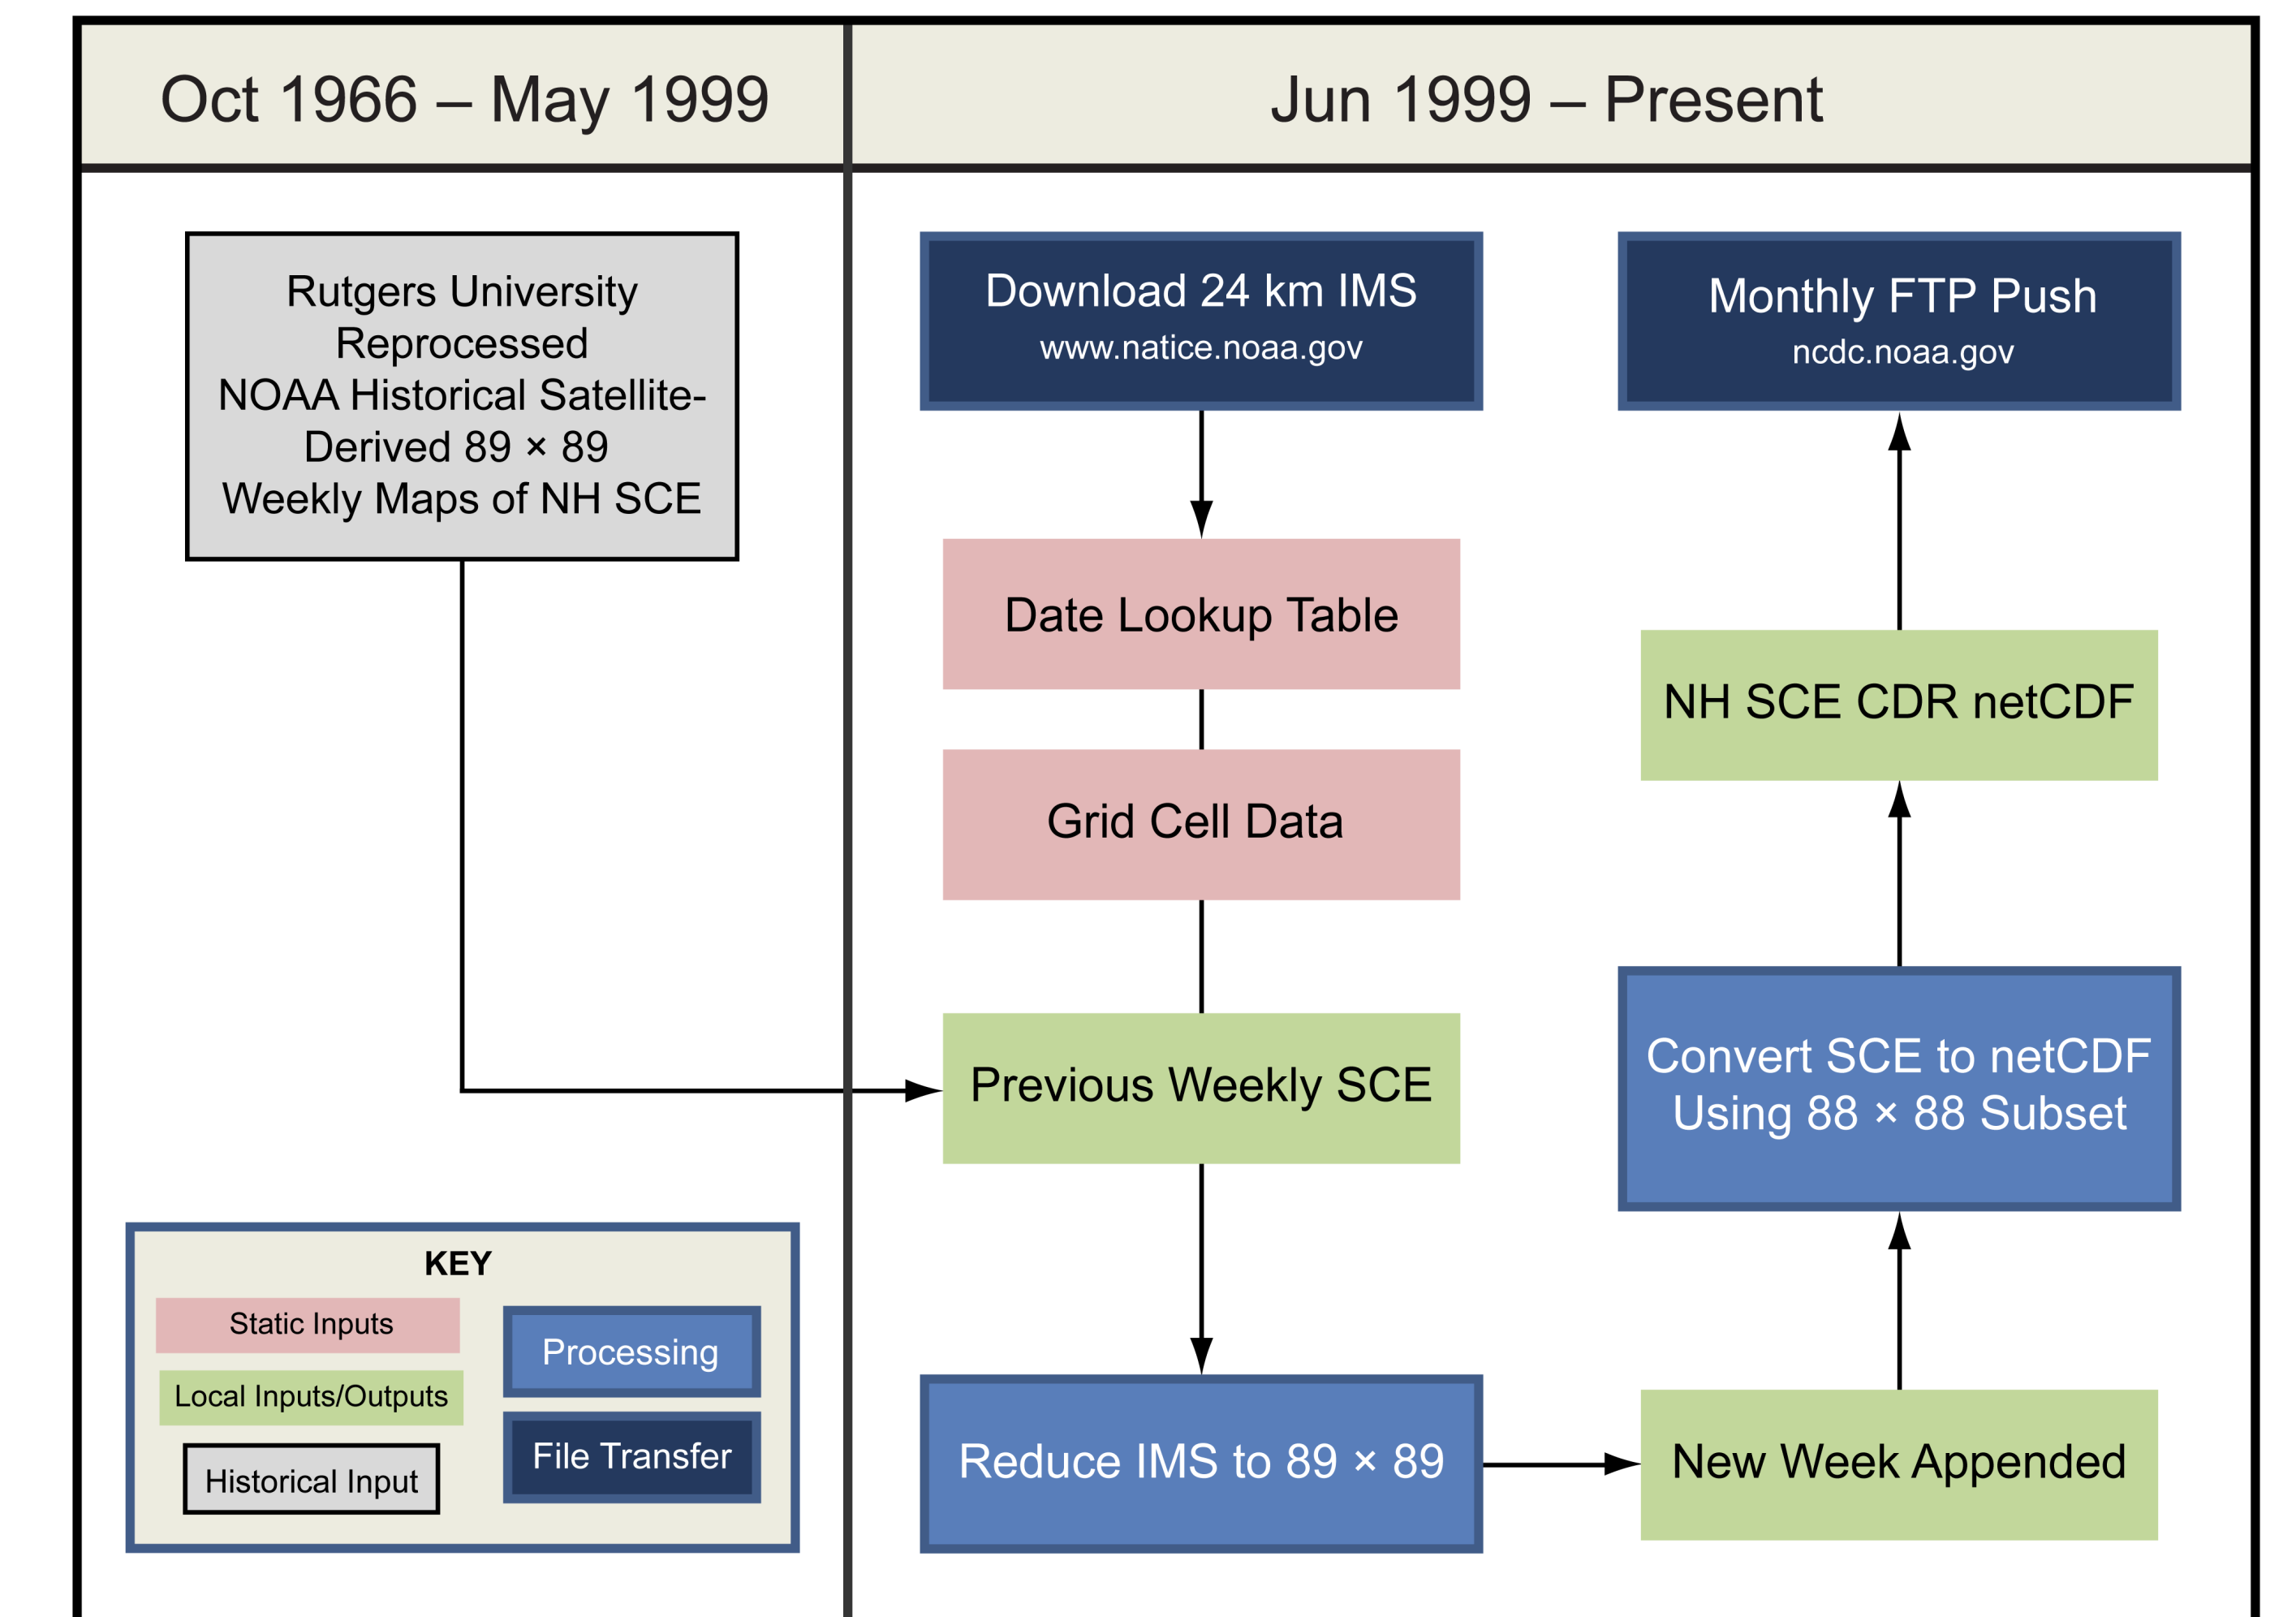 Oct 1966 – May 1999
Jun 1999 – Present
Rutgers University
Reprocessed
NOAA Historical Satellite-
Derived 89 × 89
Weekly Maps of NH SCE
Download 24 km IMS
www.natice.noaa.gov
Date Lookup Table
Grid Cell Data
Previous Weekly SCE
Reduce IMS to 89 × 89
New Week Appended
Convert SCE to netCDF
Using 88 × 88 Subset
NH SCE CDR netCDF
Monthly FTP Push
ncdc.noaa.gov
KEY
Static Inputs
Local Inputs/Outputs
Historical Input
Processing
File Transfer